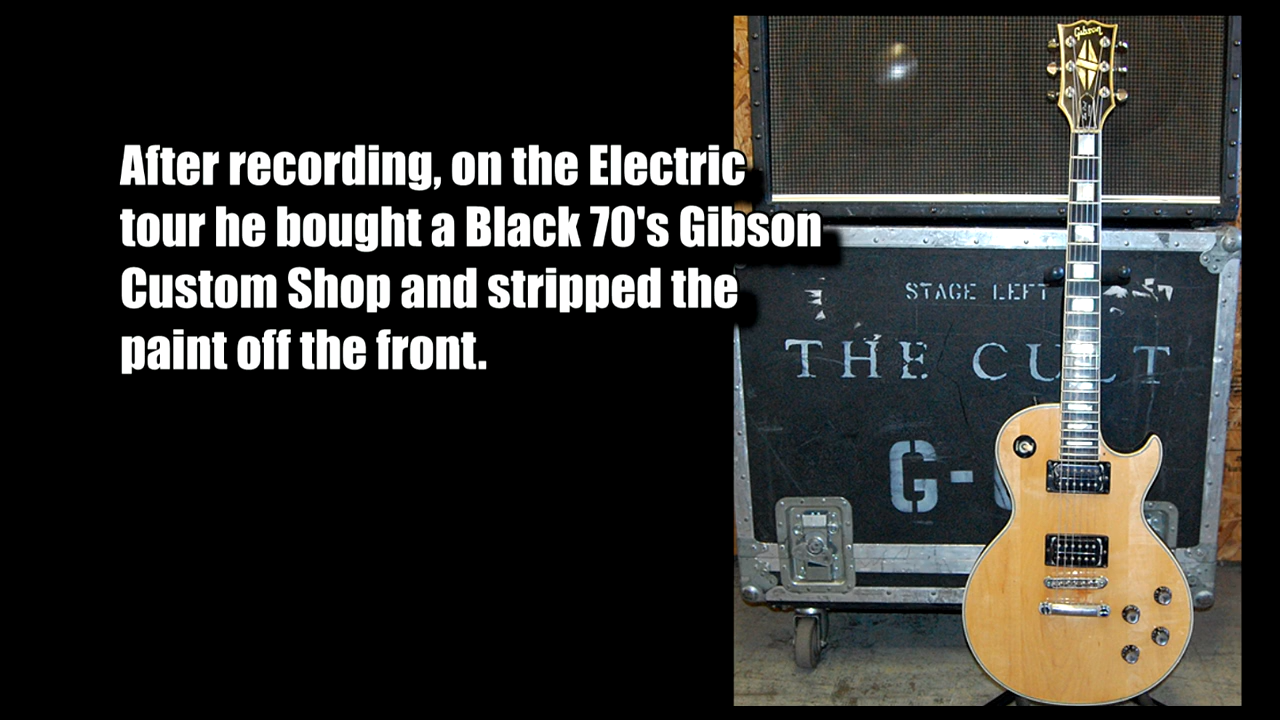 After recording, on the Electric
tour he bought a Black 70's Gibson
Custom Shop and stripped the
paint off the front.
Gibson
STAGE LEFT
THE CULT
G-